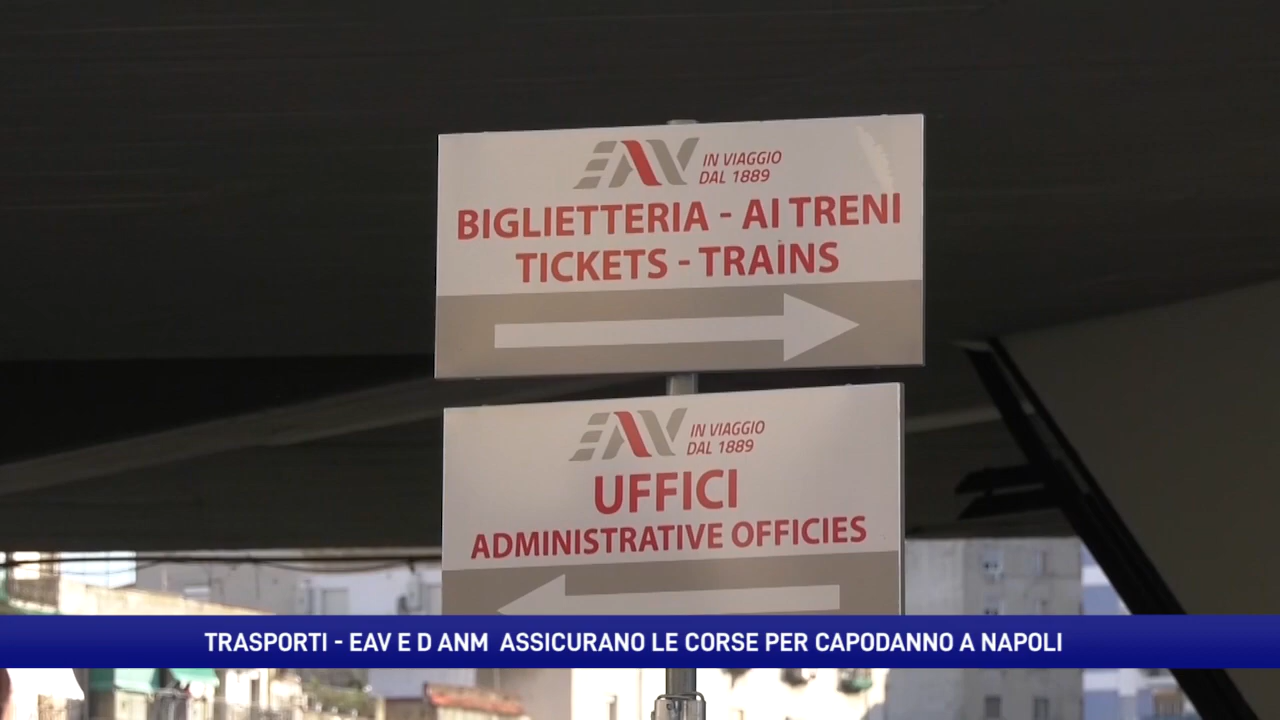 EAV IN VIAGGIO
DAL 1889
BIGLIETTERIA - AI TRENI
TICKETS - TRAINS
EAV IN VIAGGIO
DAL 1889
UFFICI
ADMINISTRATIVE OFFICIES
TRASPORTI - EAV E D ANM ASSICURANO LE CORSE PER CAPODANNO A NAPOLI